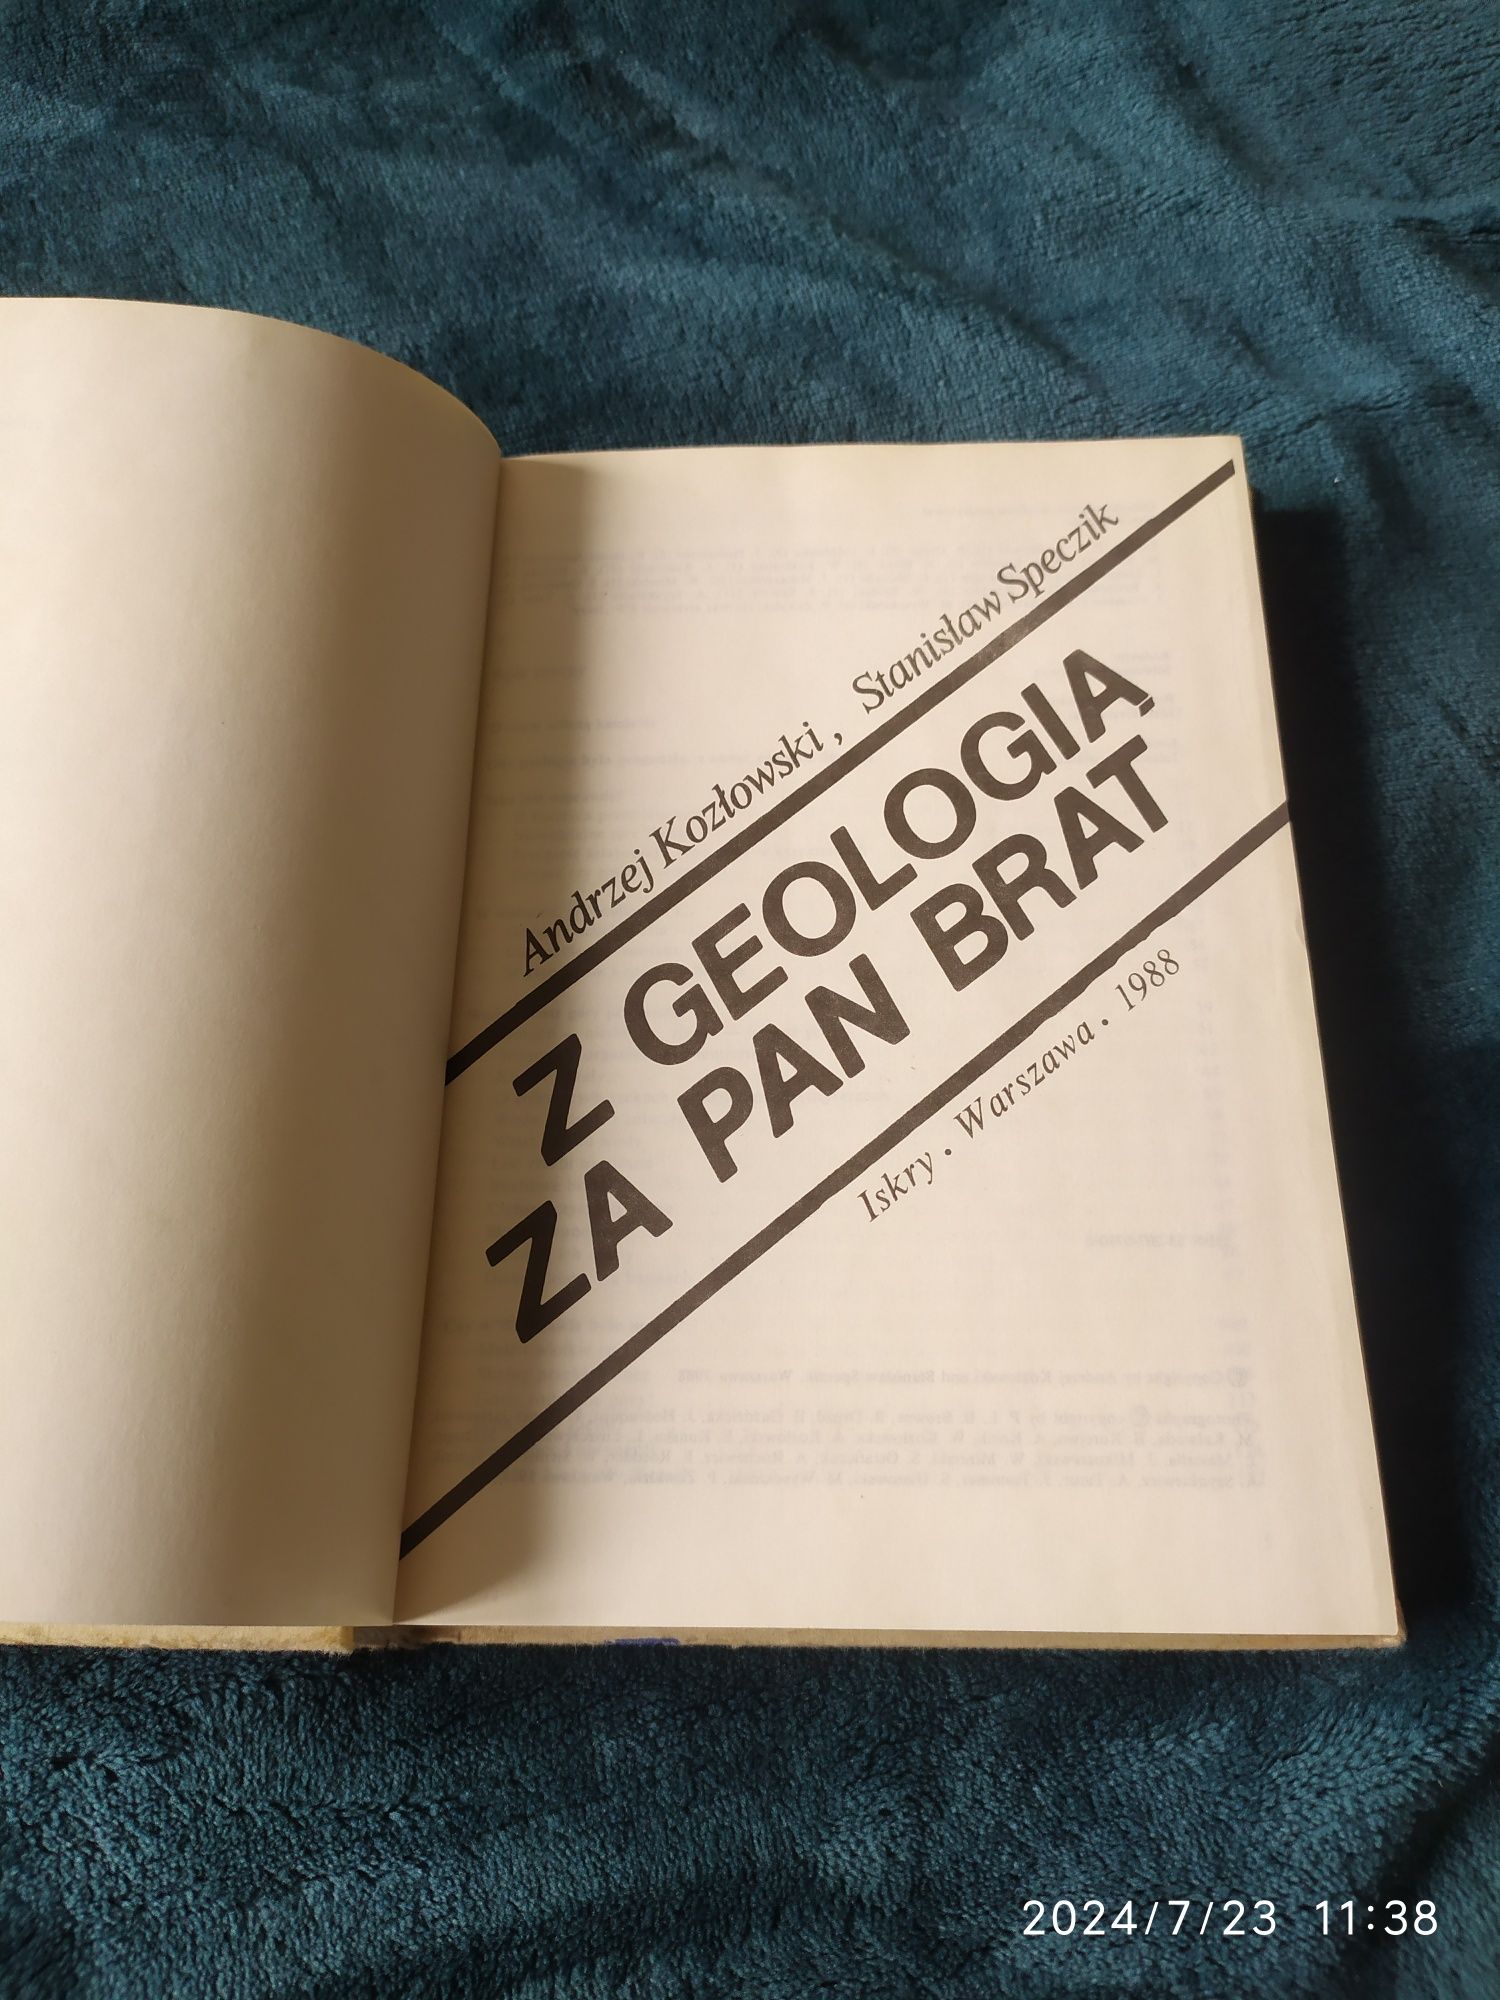 Andrzej Kozłowski, Stanisław Speczik
Z GEOLOGIĄ
ZA PAN BRAT
Iskry . Warszawa . 1988
2024/7/23 11:38